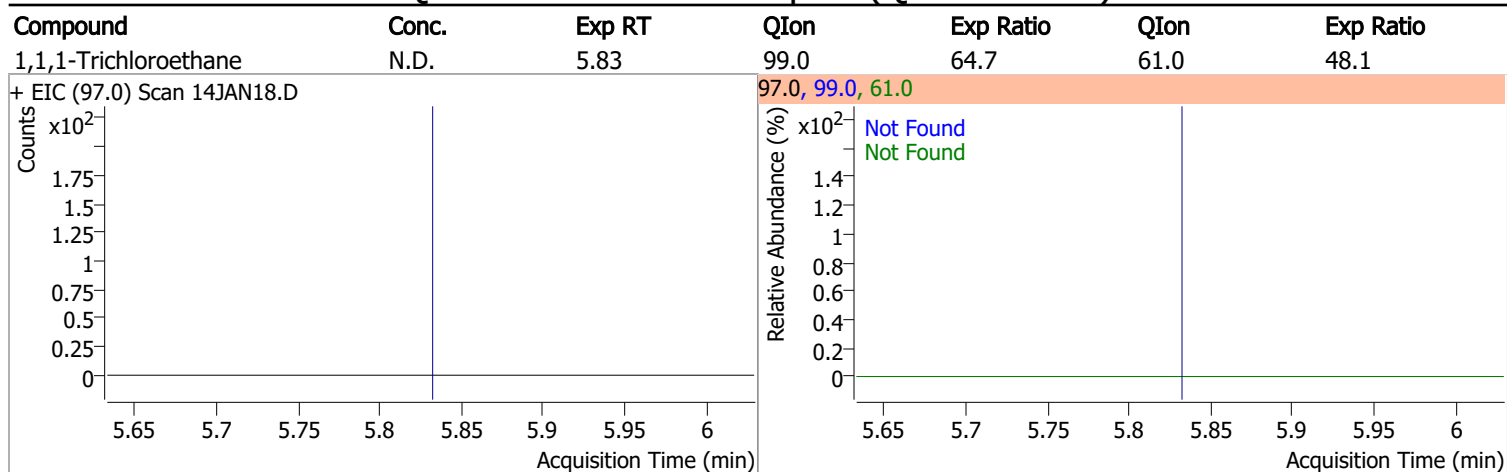 Compound Conc. Exp RT QIon Exp Ratio QIon Exp Ratio
1,1,1-Trichloroethane N.D. 5.83 99.0 64.7 61.0 48.1
+ EIC (97.0) Scan 14JAN18.D
Counts
x10²
1.75
1.5
1.25
1
0.75
0.5
0.25
0
5.65 5.7 5.75 5.8 5.85 5.9 5.95 6
Acquisition Time (min)
97.0, 99.0, 61.0
Relative Abundance (%)
x10²
Not Found
Not Found
1.4
1.2
1
0.8
0.6
0.4
0.2
0
5.65 5.7 5.75 5.8 5.85 5.9 5.95 6
Acquisition Time (min)